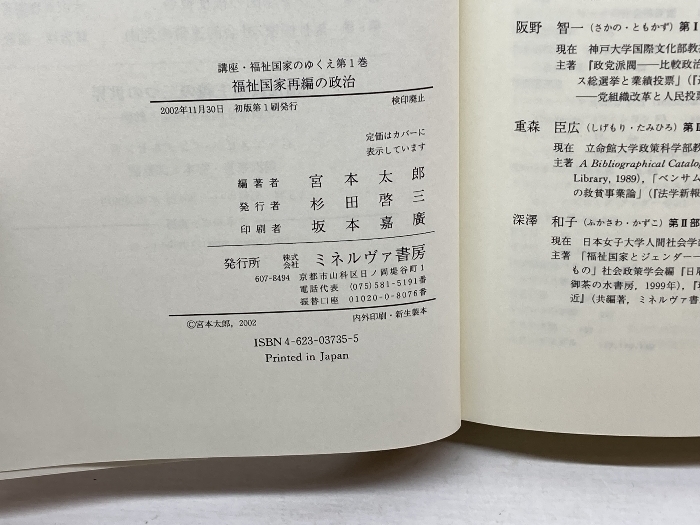 講座・福祉国家のゆくえ第1巻
福祉国家再編の政治
2002年11月30日 初版第1刷発行 検印廃止
定価はカバーに
表示しています
編著者 宮本太郎
発行者 杉田啓三
印刷者 坂本嘉廣
発行所 株式会社 ミネルヴァ書房
607-8494 京都市山科区日ノ岡堤谷町1
電話代表 (075)581-5191番
振替口座 01020-0-8076番
©宮本太郎, 2002 内外印刷・新生製本
ISBN4-623-03735-5
Printed in Japan
阪野 智一(さかの・ともかず)第Ⅰ
現在 神戸大学国際文化部教
主著 『政党派閥——比較政治
ス総選挙と業績投票」(『
——党組織改革と人民投票
重森 臣広(しげもり・たみひろ)第Ⅱ
現在 立命館大学政策科学部教
主著 A Bibliographical Catalog
Library, 1989),「ベンサム
の救貧事業論」(『法学新報
深澤 和子(ふかさわ・かずこ)第Ⅱ部
現在 日本女子大学人間社会学
主著 「福祉国家とジェンダー
もの」社会政策学会編『日
御茶の水書房,1999年),『
近』(共編著,ミネルヴァ書